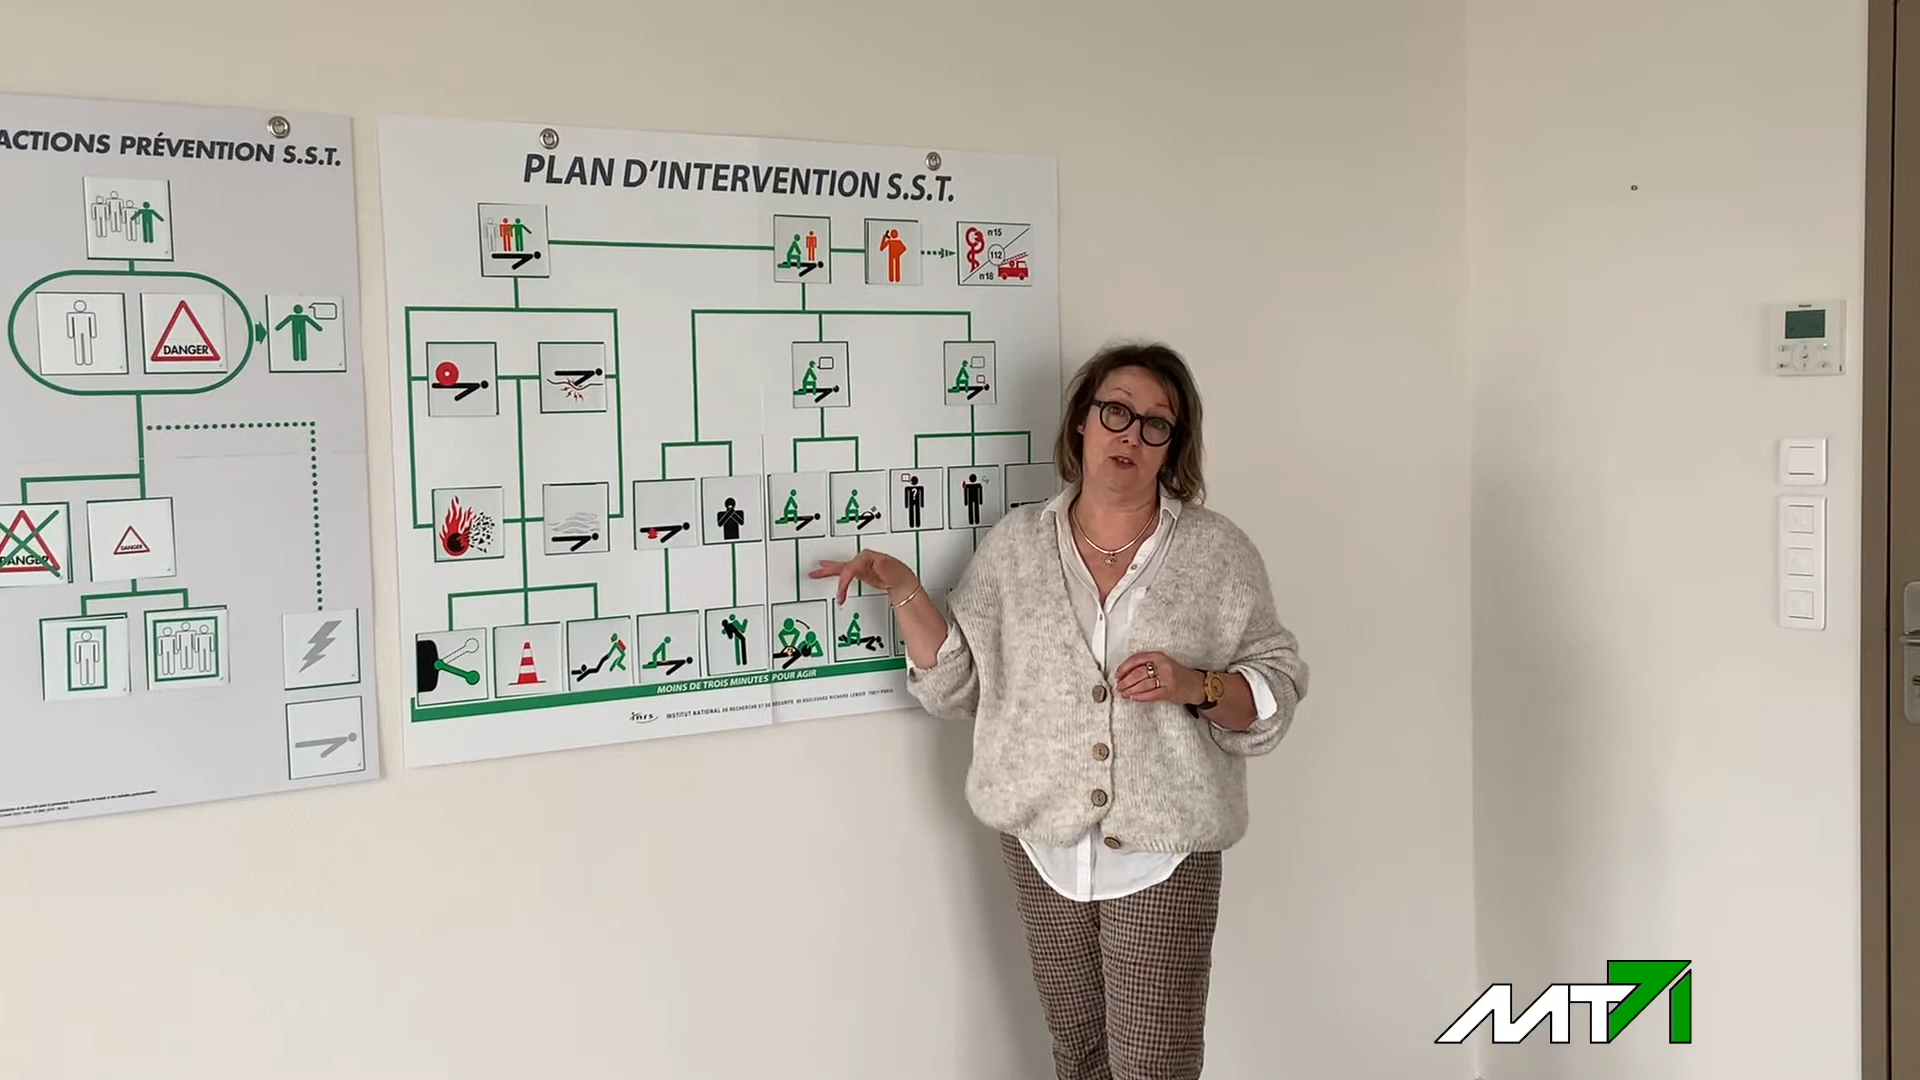 ACTIONS PRÉVENTION S.S.T.
DANGER
DANGER
DANGER
PLAN D'INTERVENTION S.S.T.
n°15
112
n°18
MOINS DE TROIS MINUTES POUR AGIR
inrs INSTITUT NATIONAL DE RECHERCHE ET DE SÉCURITÉ
MT71